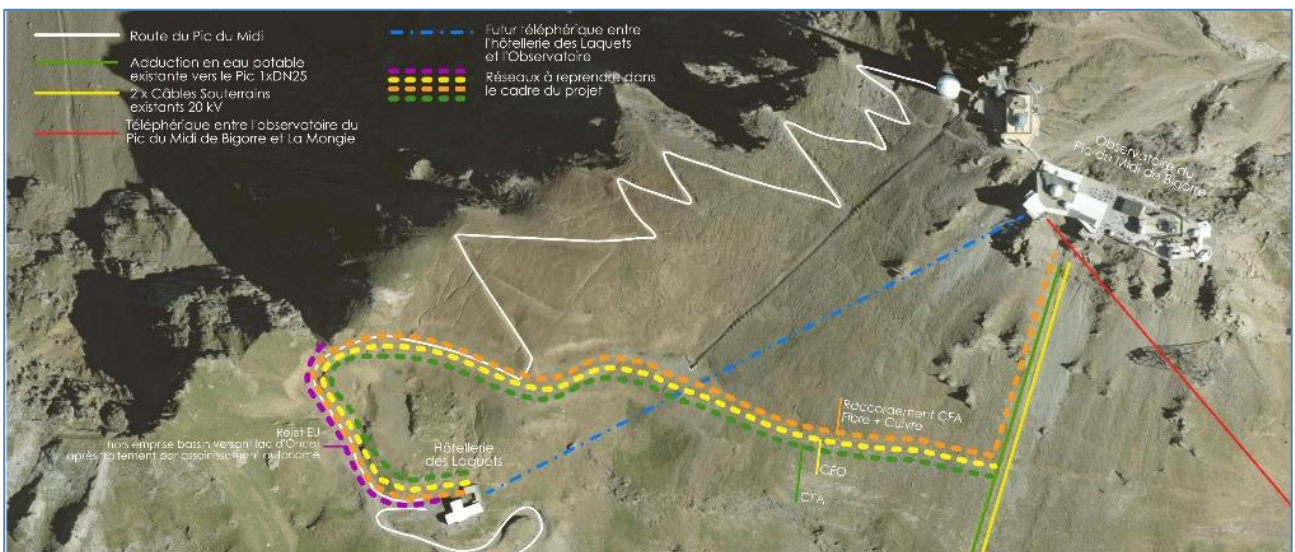 Route du Pic du Midi
Adduction en eau potable
existante vers le Pic 1xDN25
2 x Câbles Souterrains
existants 20 kV
Téléphérique entre l'observatoire du
Pic du Midi de Bigorre et La Mongie
Futur téléphérique entre
l'hôtellerie des Laquets
et l'Observatoire
Réseaux à reprendre dans
le cadre du projet
Observatoire du
Pic du Midi de Bigorre
Raccordement CFA
Fibre + Cuivre
CFO
Rejet EU
hors emprise bassin versant lac d'Oncet
après traitement par assainissement autonome
Hôtellerie
des Laquets